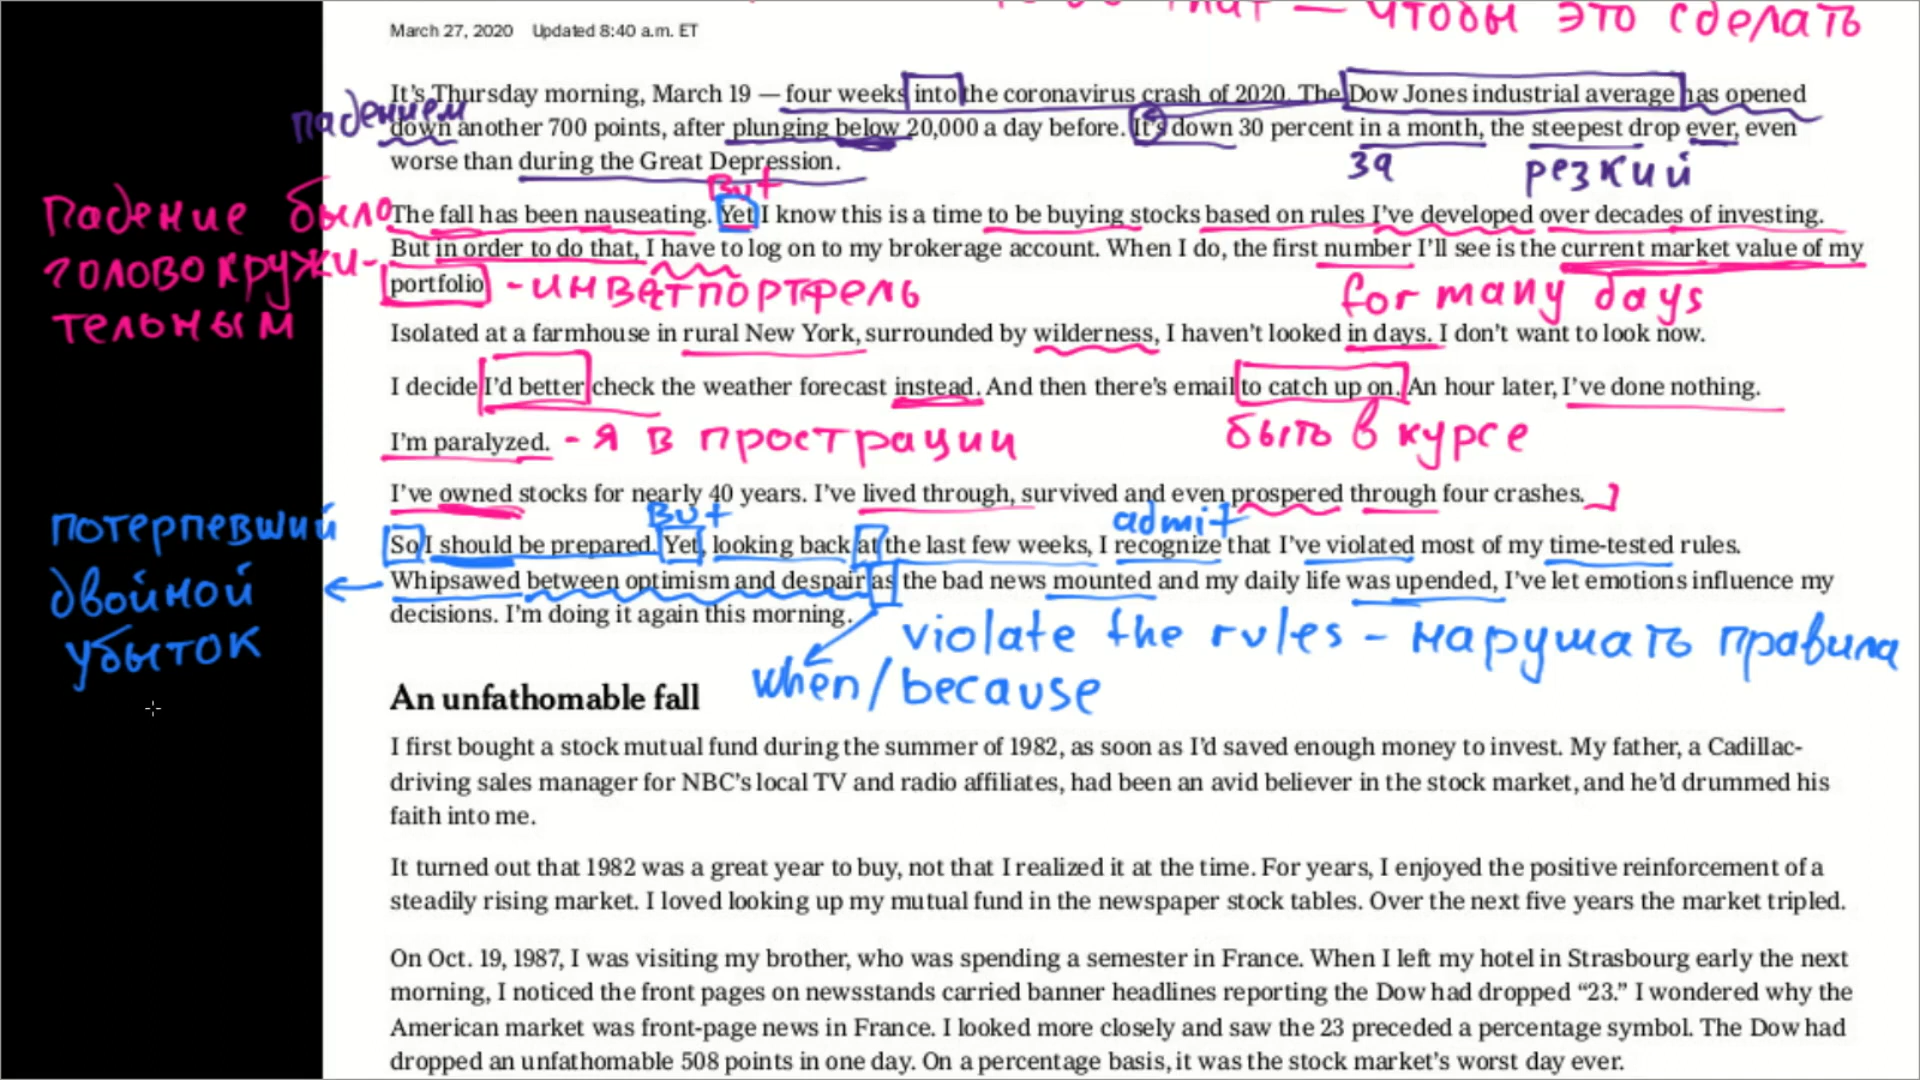 that — чтобы это сделать
March 27, 2020 Updated 8:40 a.m. ET
It's Thursday morning, March 19 — four weeks into the coronavirus crash of 2020. The Dow Jones industrial average has opened
падением
down another 700 points, after plunging below 20,000 a day before. It's down 30 percent in a month, the steepest drop ever, even
worse than during the Great Depression.
за резкий
But
Падение было
The fall has been nauseating. Yet I know this is a time to be buying stocks based on rules I've developed over decades of investing.
But in order to do that, I have to log on to my brokerage account. When I do, the first number I'll see is the current market value of my
головокружи-
portfolio - инветпортфель for many days
тельным
Isolated at a farmhouse in rural New York, surrounded by wilderness, I haven't looked in days. I don't want to look now.
I decide I'd better check the weather forecast instead. And then there's email to catch up on. An hour later, I've done nothing.
I'm paralyzed. - я в прострации быть в курсе
I've owned stocks for nearly 40 years. I've lived through, survived and even prospered through four crashes.
потерпевший But admit
So I should be prepared. Yet, looking back at the last few weeks, I recognize that I've violated most of my time-tested rules.
двойной
Whipsawed between optimism and despair as the bad news mounted and my daily life was upended, I've let emotions influence my
decisions. I'm doing it again this morning.
убыток
violate the rules - нарушать правила
when/because
An unfathomable fall
I first bought a stock mutual fund during the summer of 1982, as soon as I'd saved enough money to invest. My father, a Cadillac-
driving sales manager for NBC's local TV and radio affiliates, had been an avid believer in the stock market, and he'd drummed his
faith into me.
It turned out that 1982 was a great year to buy, not that I realized it at the time. For years, I enjoyed the positive reinforcement of a
steadily rising market. I loved looking up my mutual fund in the newspaper stock tables. Over the next five years the market tripled.
On Oct. 19, 1987, I was visiting my brother, who was spending a semester in France. When I left my hotel in Strasbourg early the next
morning, I noticed the front pages on newsstands carried banner headlines reporting the Dow had dropped “23.” I wondered why the
American market was front-page news in France. I looked more closely and saw the 23 preceded a percentage symbol. The Dow had
dropped an unfathomable 508 points in one day. On a percentage basis, it was the stock market's worst day ever.